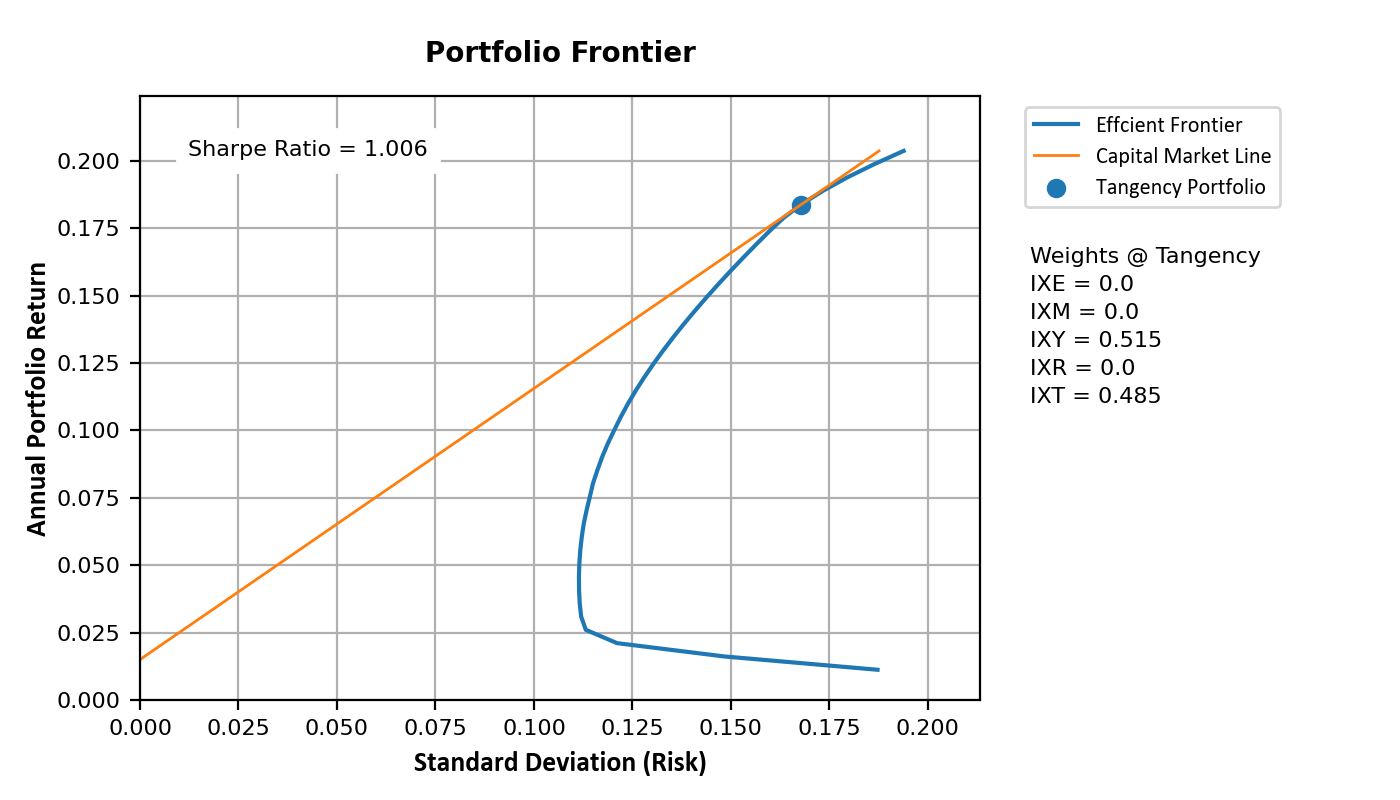 Portfolio Frontier
Sharpe Ratio = 1.006
Annual Portfolio Return
0.200
0.175
0.150
0.125
0.100
0.075
0.050
0.025
0.000
0.000 0.025 0.050 0.075 0.100 0.125 0.150 0.175 0.200
Standard Deviation (Risk)
Effcient Frontier
Capital Market Line
Tangency Portfolio
Weights @ Tangency
IXE = 0.0
IXM = 0.0
IXY = 0.515
IXR = 0.0
IXT = 0.485